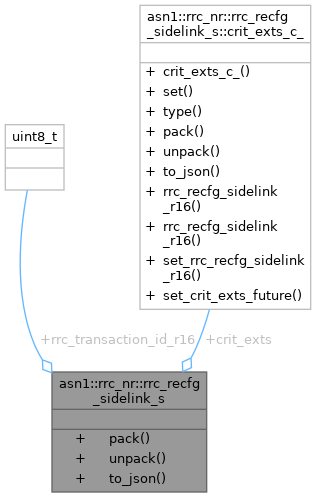 asn1::rrc_nr::rrc_recfg
_sidelink_s::crit_exts_c_
+ crit_exts_c_()
+ set()
+ type()
+ pack()
+ unpack()
+ to_json()
+ rrc_recfg_sidelink
_r16()
+ rrc_recfg_sidelink
_r16()
+ set_rrc_recfg_sidelink
_r16()
+ set_crit_exts_future()
uint8_t
+rrc_transaction_id_r16
+crit_exts
asn1::rrc_nr::rrc_recfg
_sidelink_s
+ pack()
+ unpack()
+ to_json()